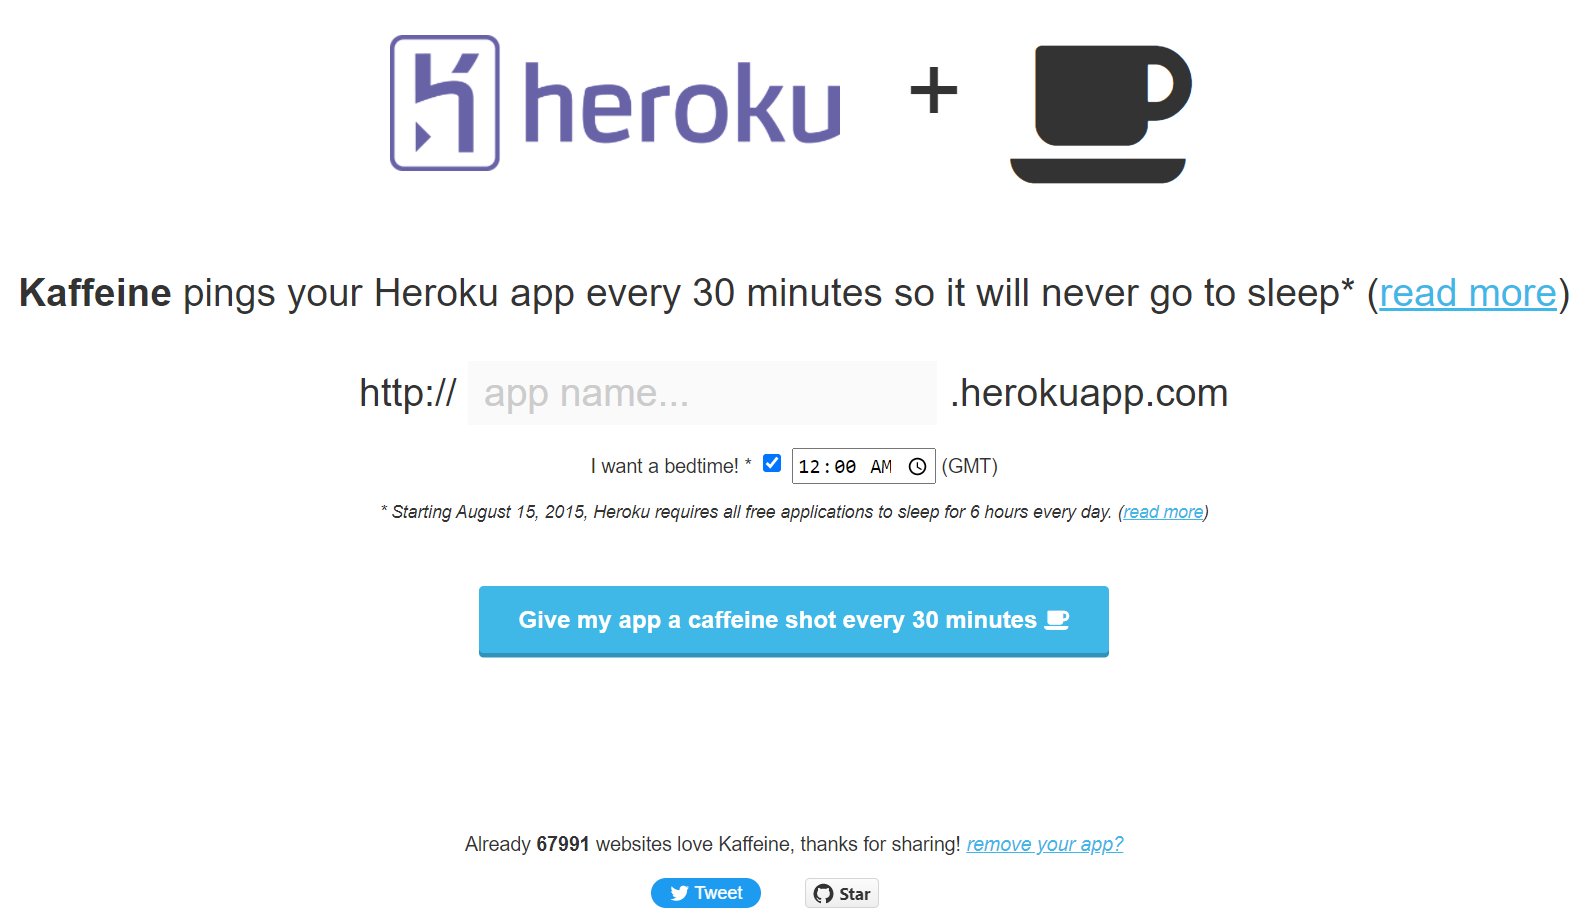 heroku +
Kaffeine pings your Heroku app every 30 minutes so it will never go to sleep* (read more)
http:// app name... .herokuapp.com
I want a bedtime! * 12:00 AM (GMT)
* Starting August 15, 2015, Heroku requires all free applications to sleep for 6 hours every day. (read more)
Give my app a caffeine shot every 30 minutes
Already 67991 websites love Kaffeine, thanks for sharing! remove your app?
Tweet Star